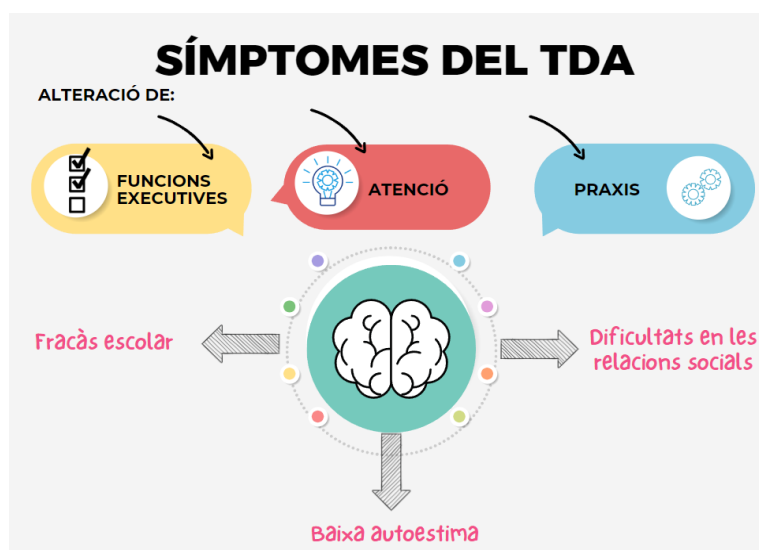 SÍMPTOMES DEL TDA
ALTERACIÓ DE:
FUNCIONS
EXECUTIVES
ATENCIÓ
PRAXIS
Fracàs escolar
Dificultats en les
relacions socials
Baixa autoestima